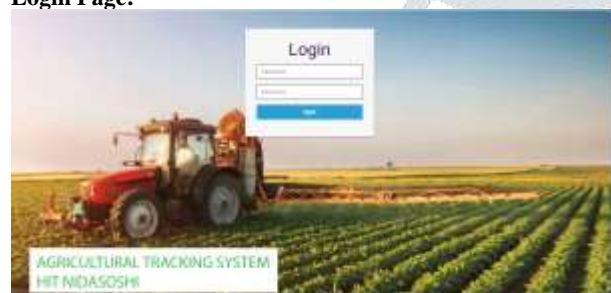 Login Page:
Login
AGRICULTURAL TRACKING SYSTEM
HIT NIDASOSHI